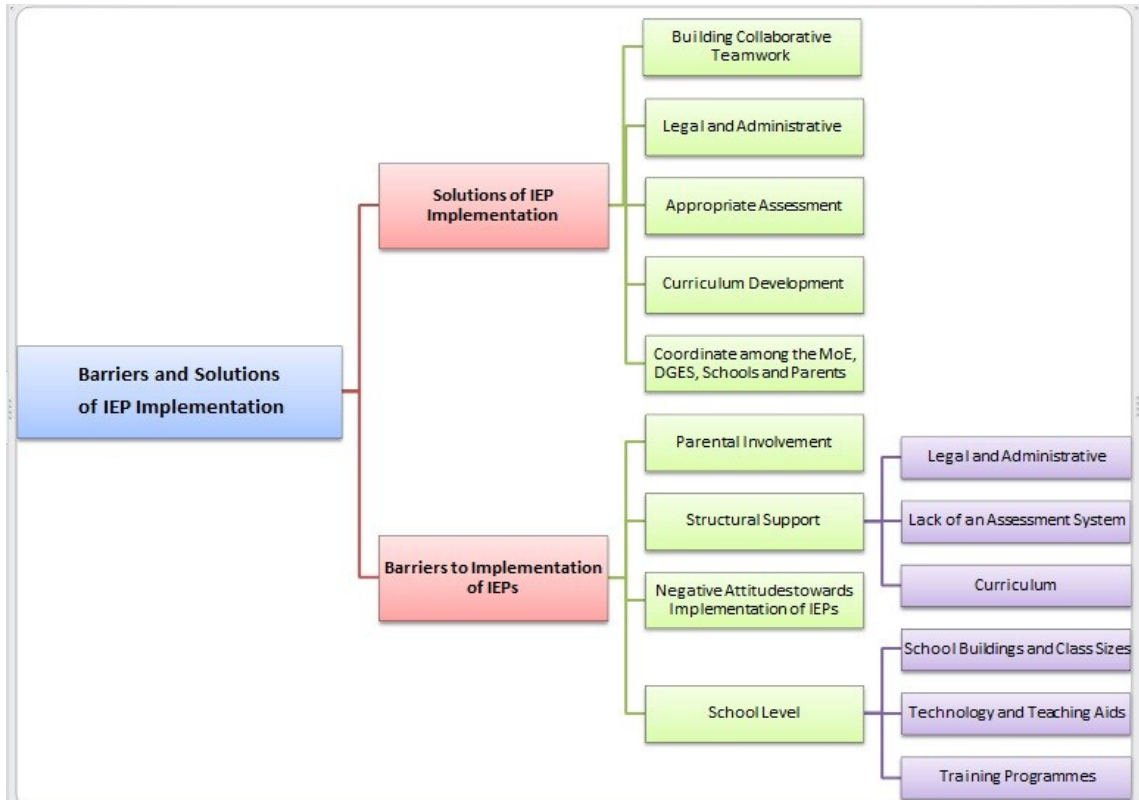 Building Collaborative
Teamwork
Legal and Administrative
Solutions of IEP
Implementation
Appropriate Assessment
Curriculum Development
Coordinate among the MoE,
DGES, Schools and Parents
Barriers and Solutions
of IEP Implementation
Parental Involvement
Legal and Administrative
Structural Support
Lack of an Assessment System
Barriers to Implementation
of IEPs
Negative Attitudestowards
Implementation of IEPs
Curriculum
School Buildings and Class Sizes
School Level
Technology and Teaching Aids
Training Programmes